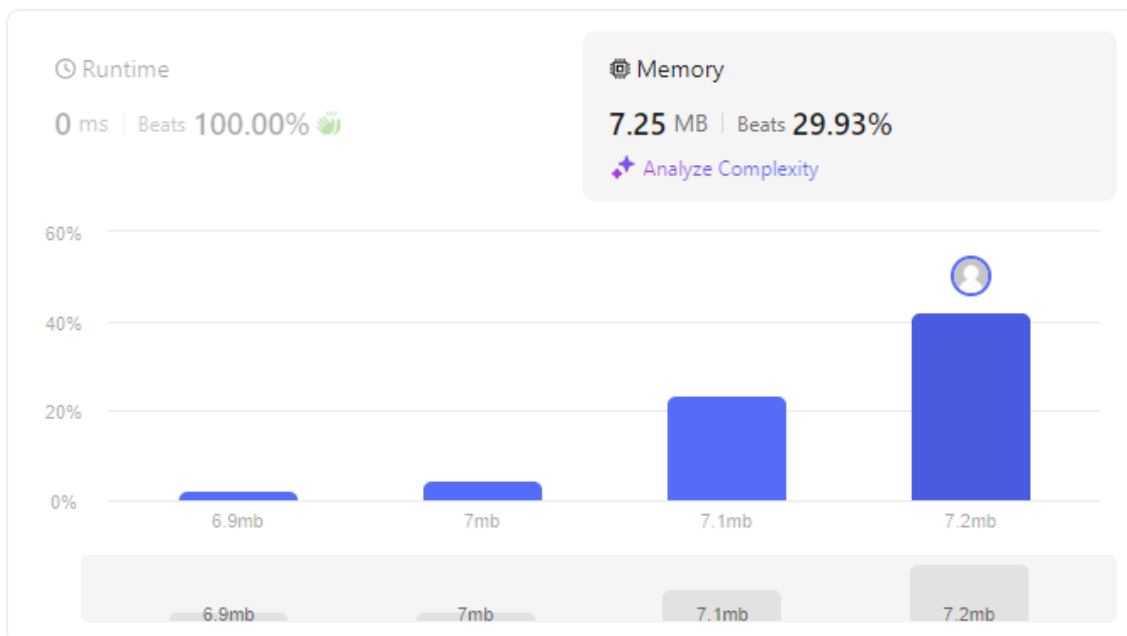 Runtime
0 ms | Beats 100.00%
Memory
7.25 MB | Beats 29.93%
Analyze Complexity
60%
40%
20%
0%
6.9mb 7mb 7.1mb 7.2mb
6.9mb 7mb 7.1mb 7.2mb